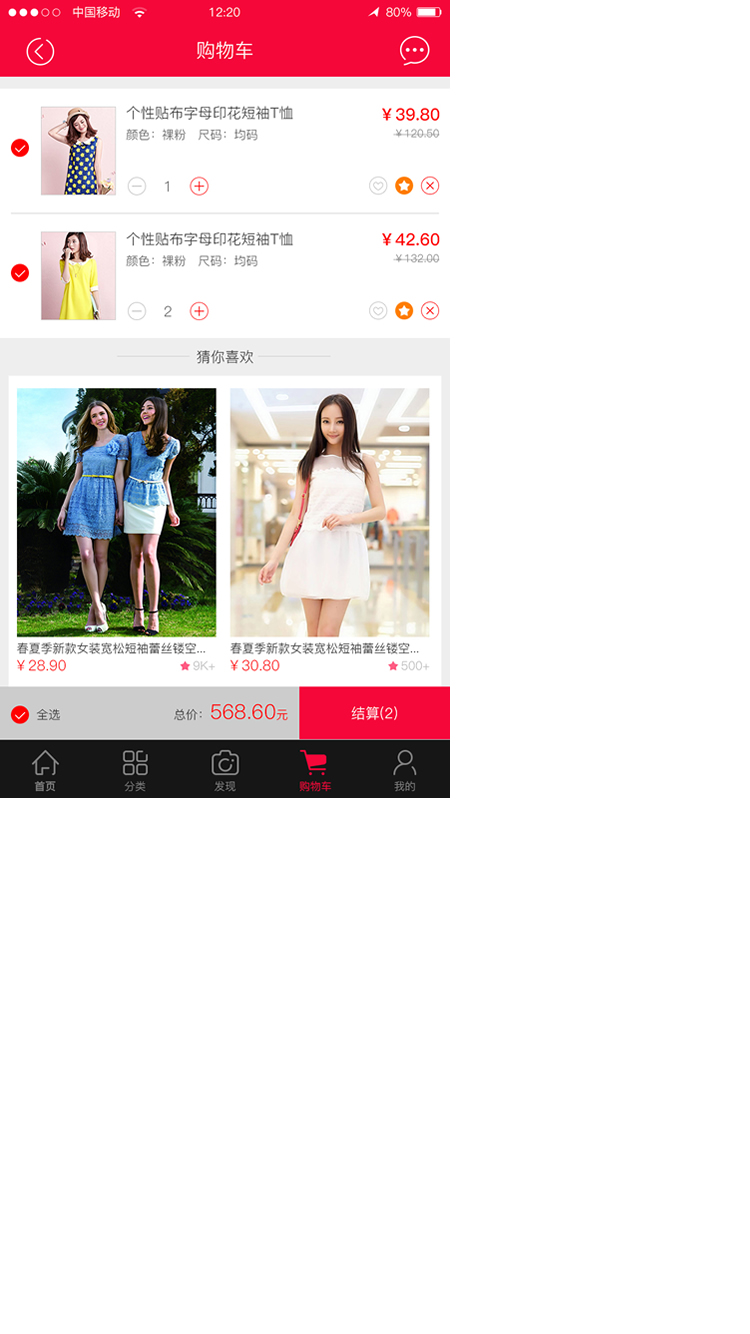 中国移动 12:20 80%
购物车
个性贴布字母印花短袖T恤 ¥39.80
颜色：裸粉 尺码：均码 ¥120.50
1
个性贴布字母印花短袖T恤 ¥42.60
颜色：裸粉 尺码：均码 ¥132.00
2
猜你喜欢
春夏季新款女装宽松短袖蕾丝镂空...
¥28.90 9K+
春夏季新款女装宽松短袖蕾丝镂空...
¥30.80 500+
全选 总价：568.60元 结算(2)
首页 分类 发现 购物车 我的